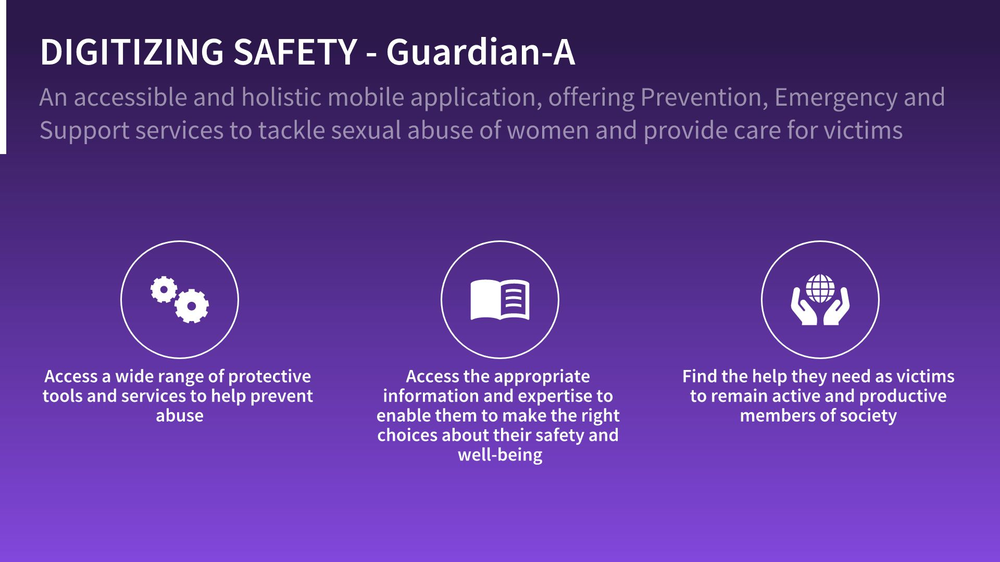 DIGITIZING SAFETY - Guardian-A
An accessible and holistic mobile application, offering Prevention, Emergency and
Support services to tackle sexual abuse of women and provide care for victims
Access a wide range of protective
tools and services to help prevent
abuse
Access the appropriate
information and expertise to
enable them to make the right
choices about their safety and
well-being
Find the help they need as victims
to remain active and productive
members of society